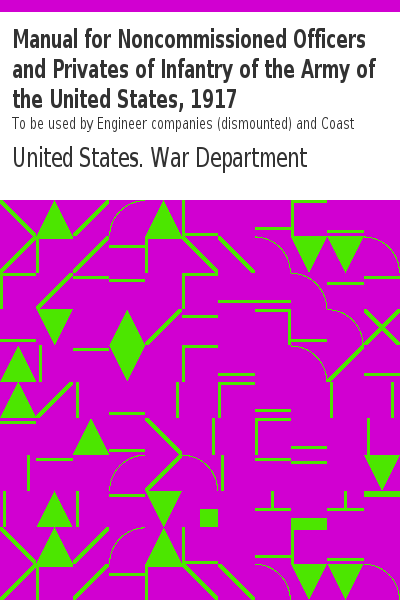 Manual for Noncommissioned Officers
and Privates of Infantry of the Army of
the United States, 1917
To be used by Engineer companies (dismounted) and Coast
United States. War Department